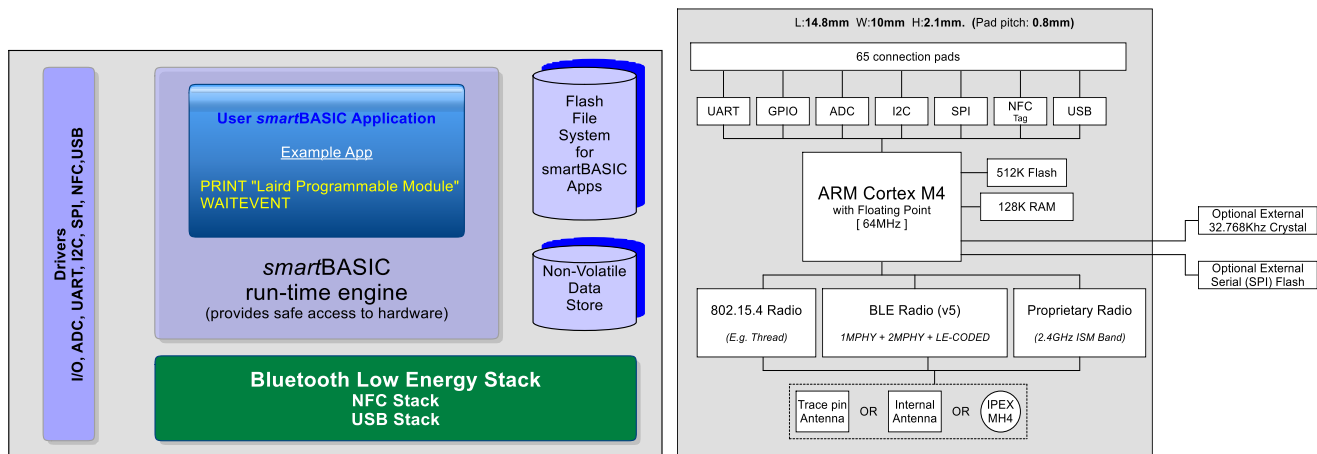 Drivers
I/O, ADC, UART, I2C, SPI, NFC,USB
User smartBASIC Application
Example App
PRINT "Laird Programmable Module"
WAITEVENT
smartBASIC
run-time engine
(provides safe access to hardware)
Flash
File
System
for
smartBASIC
Apps
Non-Volatile
Data
Store
Bluetooth Low Energy Stack
NFC Stack
USB Stack
L:14.8mm W:10mm H:2.1mm. (Pad pitch: 0.8mm)
65 connection pads
UART
GPIO
ADC
I2C
SPI
NFC
Tag
USB
ARM Cortex M4
with Floating Point
[ 64MHz ]
512K Flash
128K RAM
Optional External
32.768Khz Crystal
Optional External
Serial (SPI) Flash
802.15.4 Radio
(E.g. Thread)
BLE Radio (v5)
1MPHY + 2MPHY + LE-CODED
Proprietary Radio
(2.4GHz ISM Band)
Trace pin
Antenna
OR
Internal
Antenna
OR
IPEX
MH4